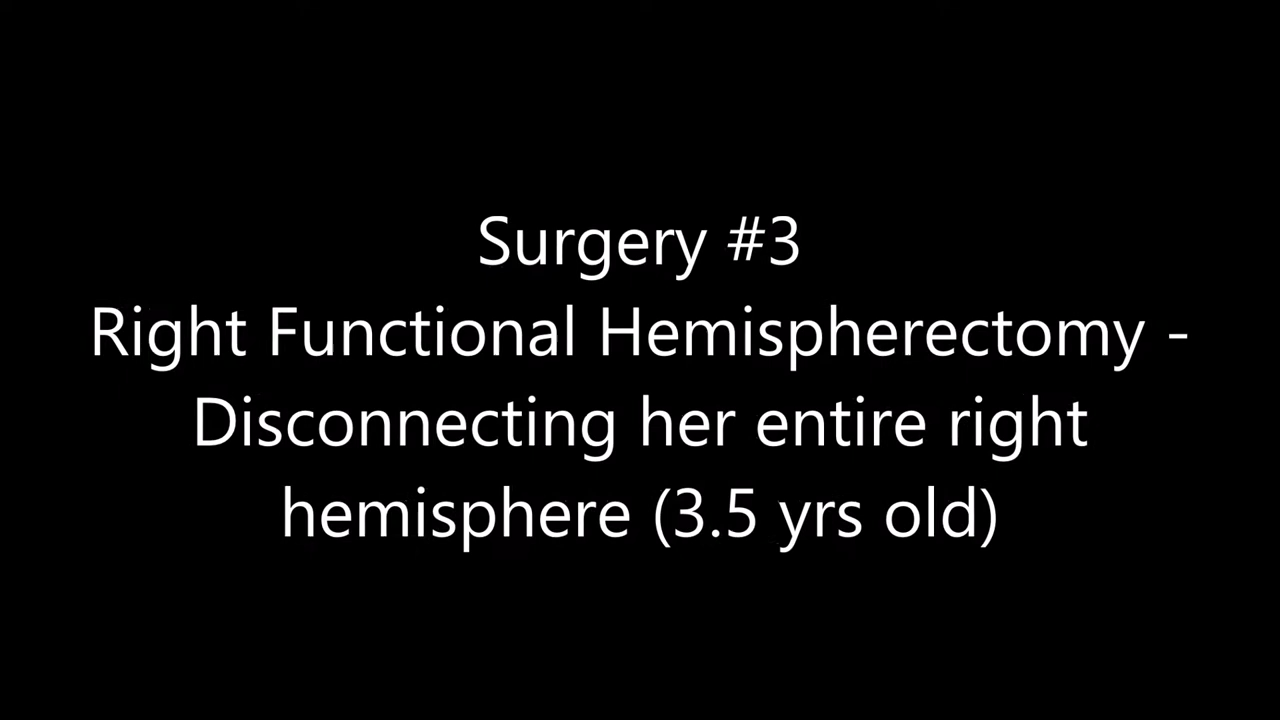 Surgery #3
Right Functional Hemispherectomy -
Disconnecting her entire right
hemisphere (3.5 yrs old)